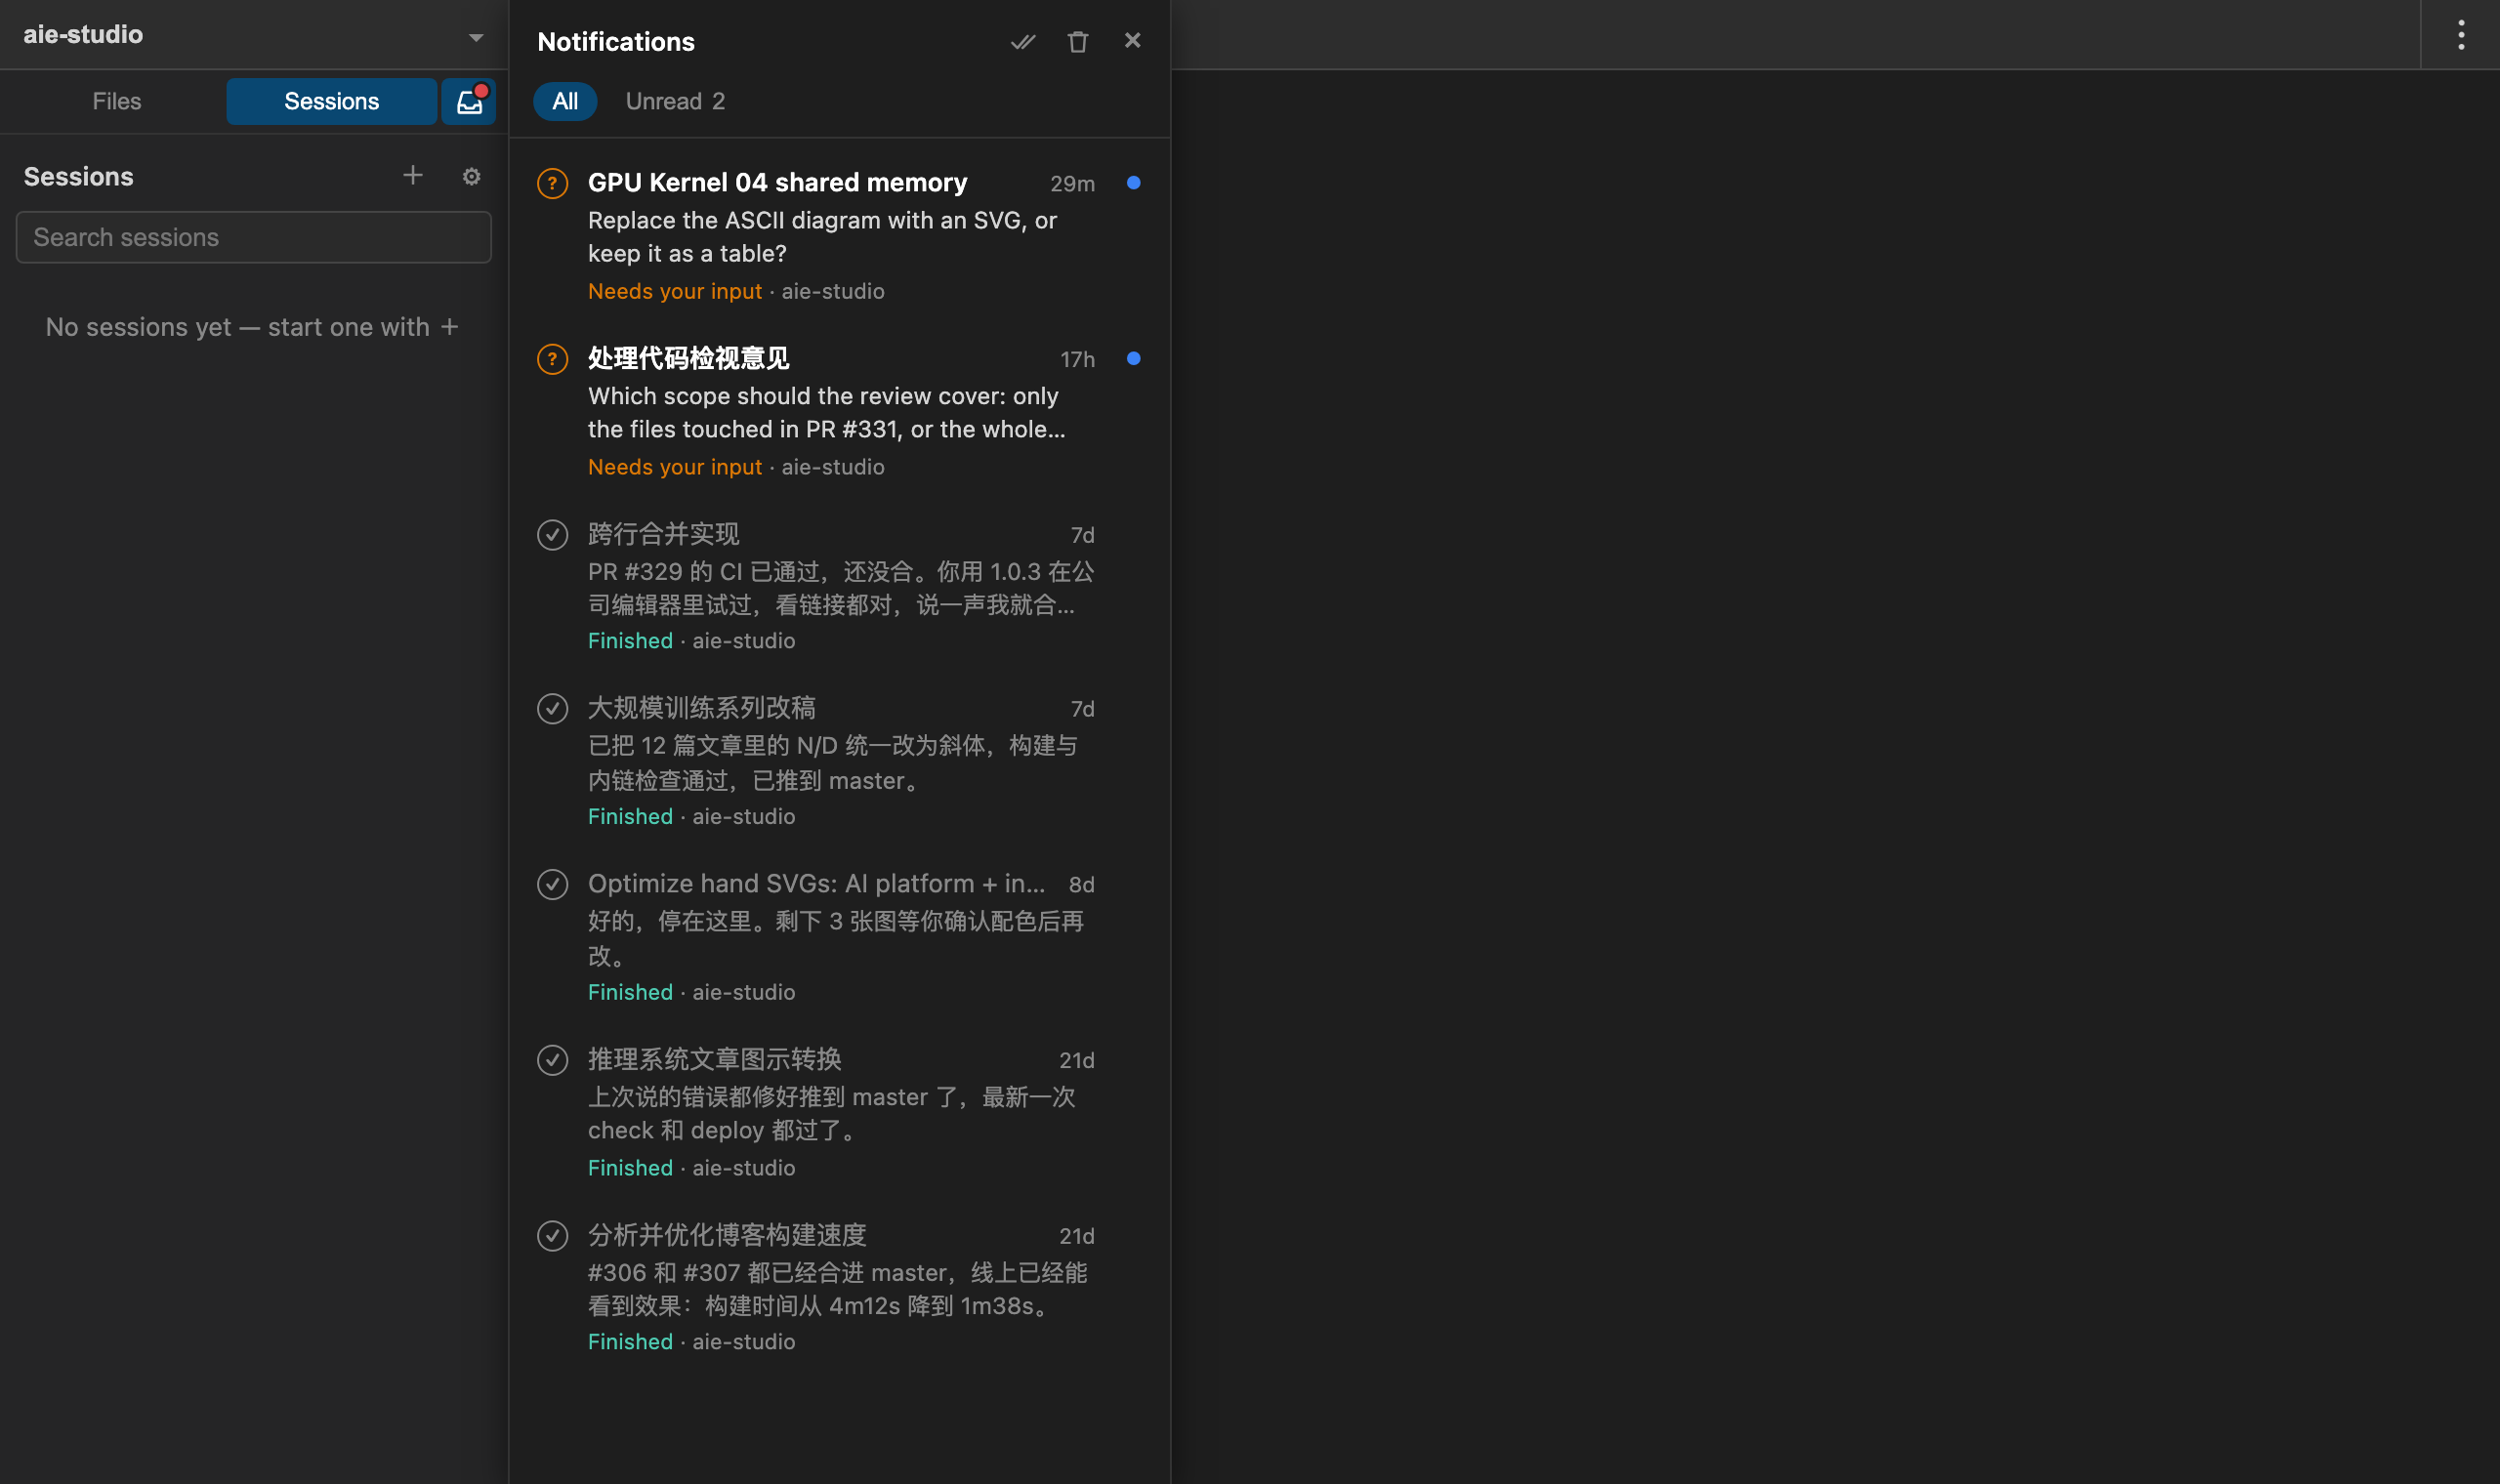 aie-studio
Files
Sessions
Sessions
Search sessions
No sessions yet — start one with +
Notifications
All
Unread 2
GPU Kernel 04 shared memory 29m
Replace the ASCII diagram with an SVG, or
keep it as a table?
Needs your input · aie-studio
处理代码检视意见 17h
Which scope should the review cover: only
the files touched in PR #331, or the whole…
Needs your input · aie-studio
跨行合并实现 7d
PR #329 的 CI 已通过，还没合。你用 1.0.3 在公
司编辑器里试过，看链接都对，说一声我就合…
Finished · aie-studio
大规模训练系列改稿 7d
已把 12 篇文章里的 N/D 统一改为斜体，构建与
内链检查通过，已推到 master。
Finished · aie-studio
Optimize hand SVGs: AI platform + in… 8d
好的，停在这里。剩下 3 张图等你确认配色后再
改。
Finished · aie-studio
推理系统文章图示转换 21d
上次说的错误都修好推到 master 了，最新一次
check 和 deploy 都过了。
Finished · aie-studio
分析并优化博客构建速度 21d
#306 和 #307 都已经合进 master，线上已经能
看到效果：构建时间从 4m12s 降到 1m38s。
Finished · aie-studio